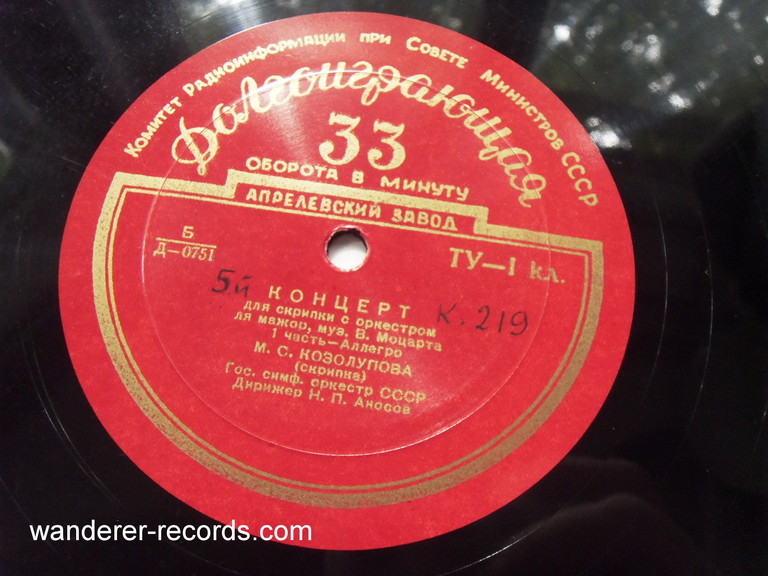 Комитет Радиоинформации при Совете Министров СССР
Долгоиграющая
33
ОБОРОТА В МИНУТУ
АПРЕЛЕВСКИЙ ЗАВОД
Б
Д—0751
ТУ—1 кл.
5й КОНЦЕРТ К. 219
для скрипки с оркестром
ля мажор, муз. В. Моцарта
1 часть—Аллегро
М. С. КОЗОЛУПОВА
(скрипка)
Гос. симф. оркестр СССР
Дирижер Н. П. Аносов
wanderer-records.com